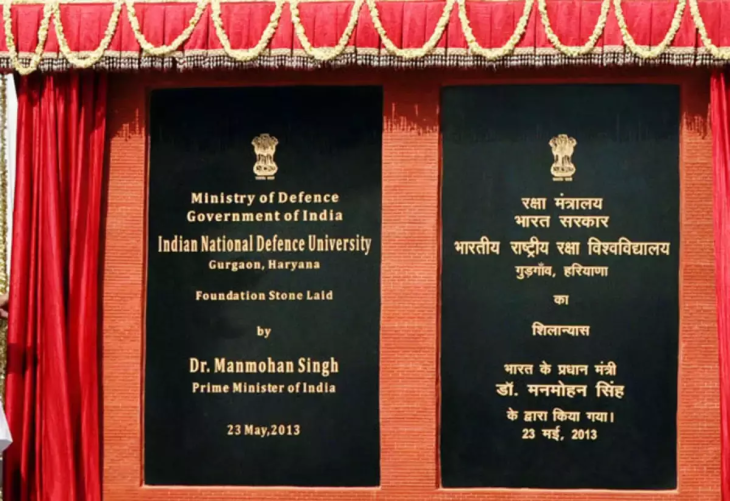 Ministry of Defence
Government of India
Indian National Defence University
Gurgaon, Haryana
Foundation Stone Laid
by
Dr. Manmohan Singh
Prime Minister of India
23 May,2013
रक्षा मंत्रालय
भारत सरकार
भारतीय राष्ट्रीय रक्षा विश्वविद्यालय
गुड़गाँव, हरियाणा
का
शिलान्यास
भारत के प्रधान मंत्री
डॉ. मनमोहन सिंह
के द्वारा किया गया।
23 मई, 2013